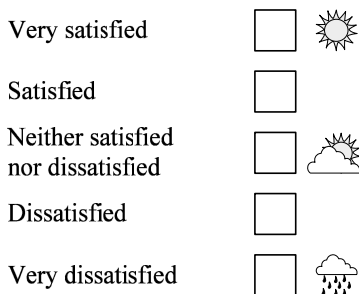 Very satisfied
Satisfied
Neither satisfied
nor dissatisfied
Dissatisfied
Very dissatisfied